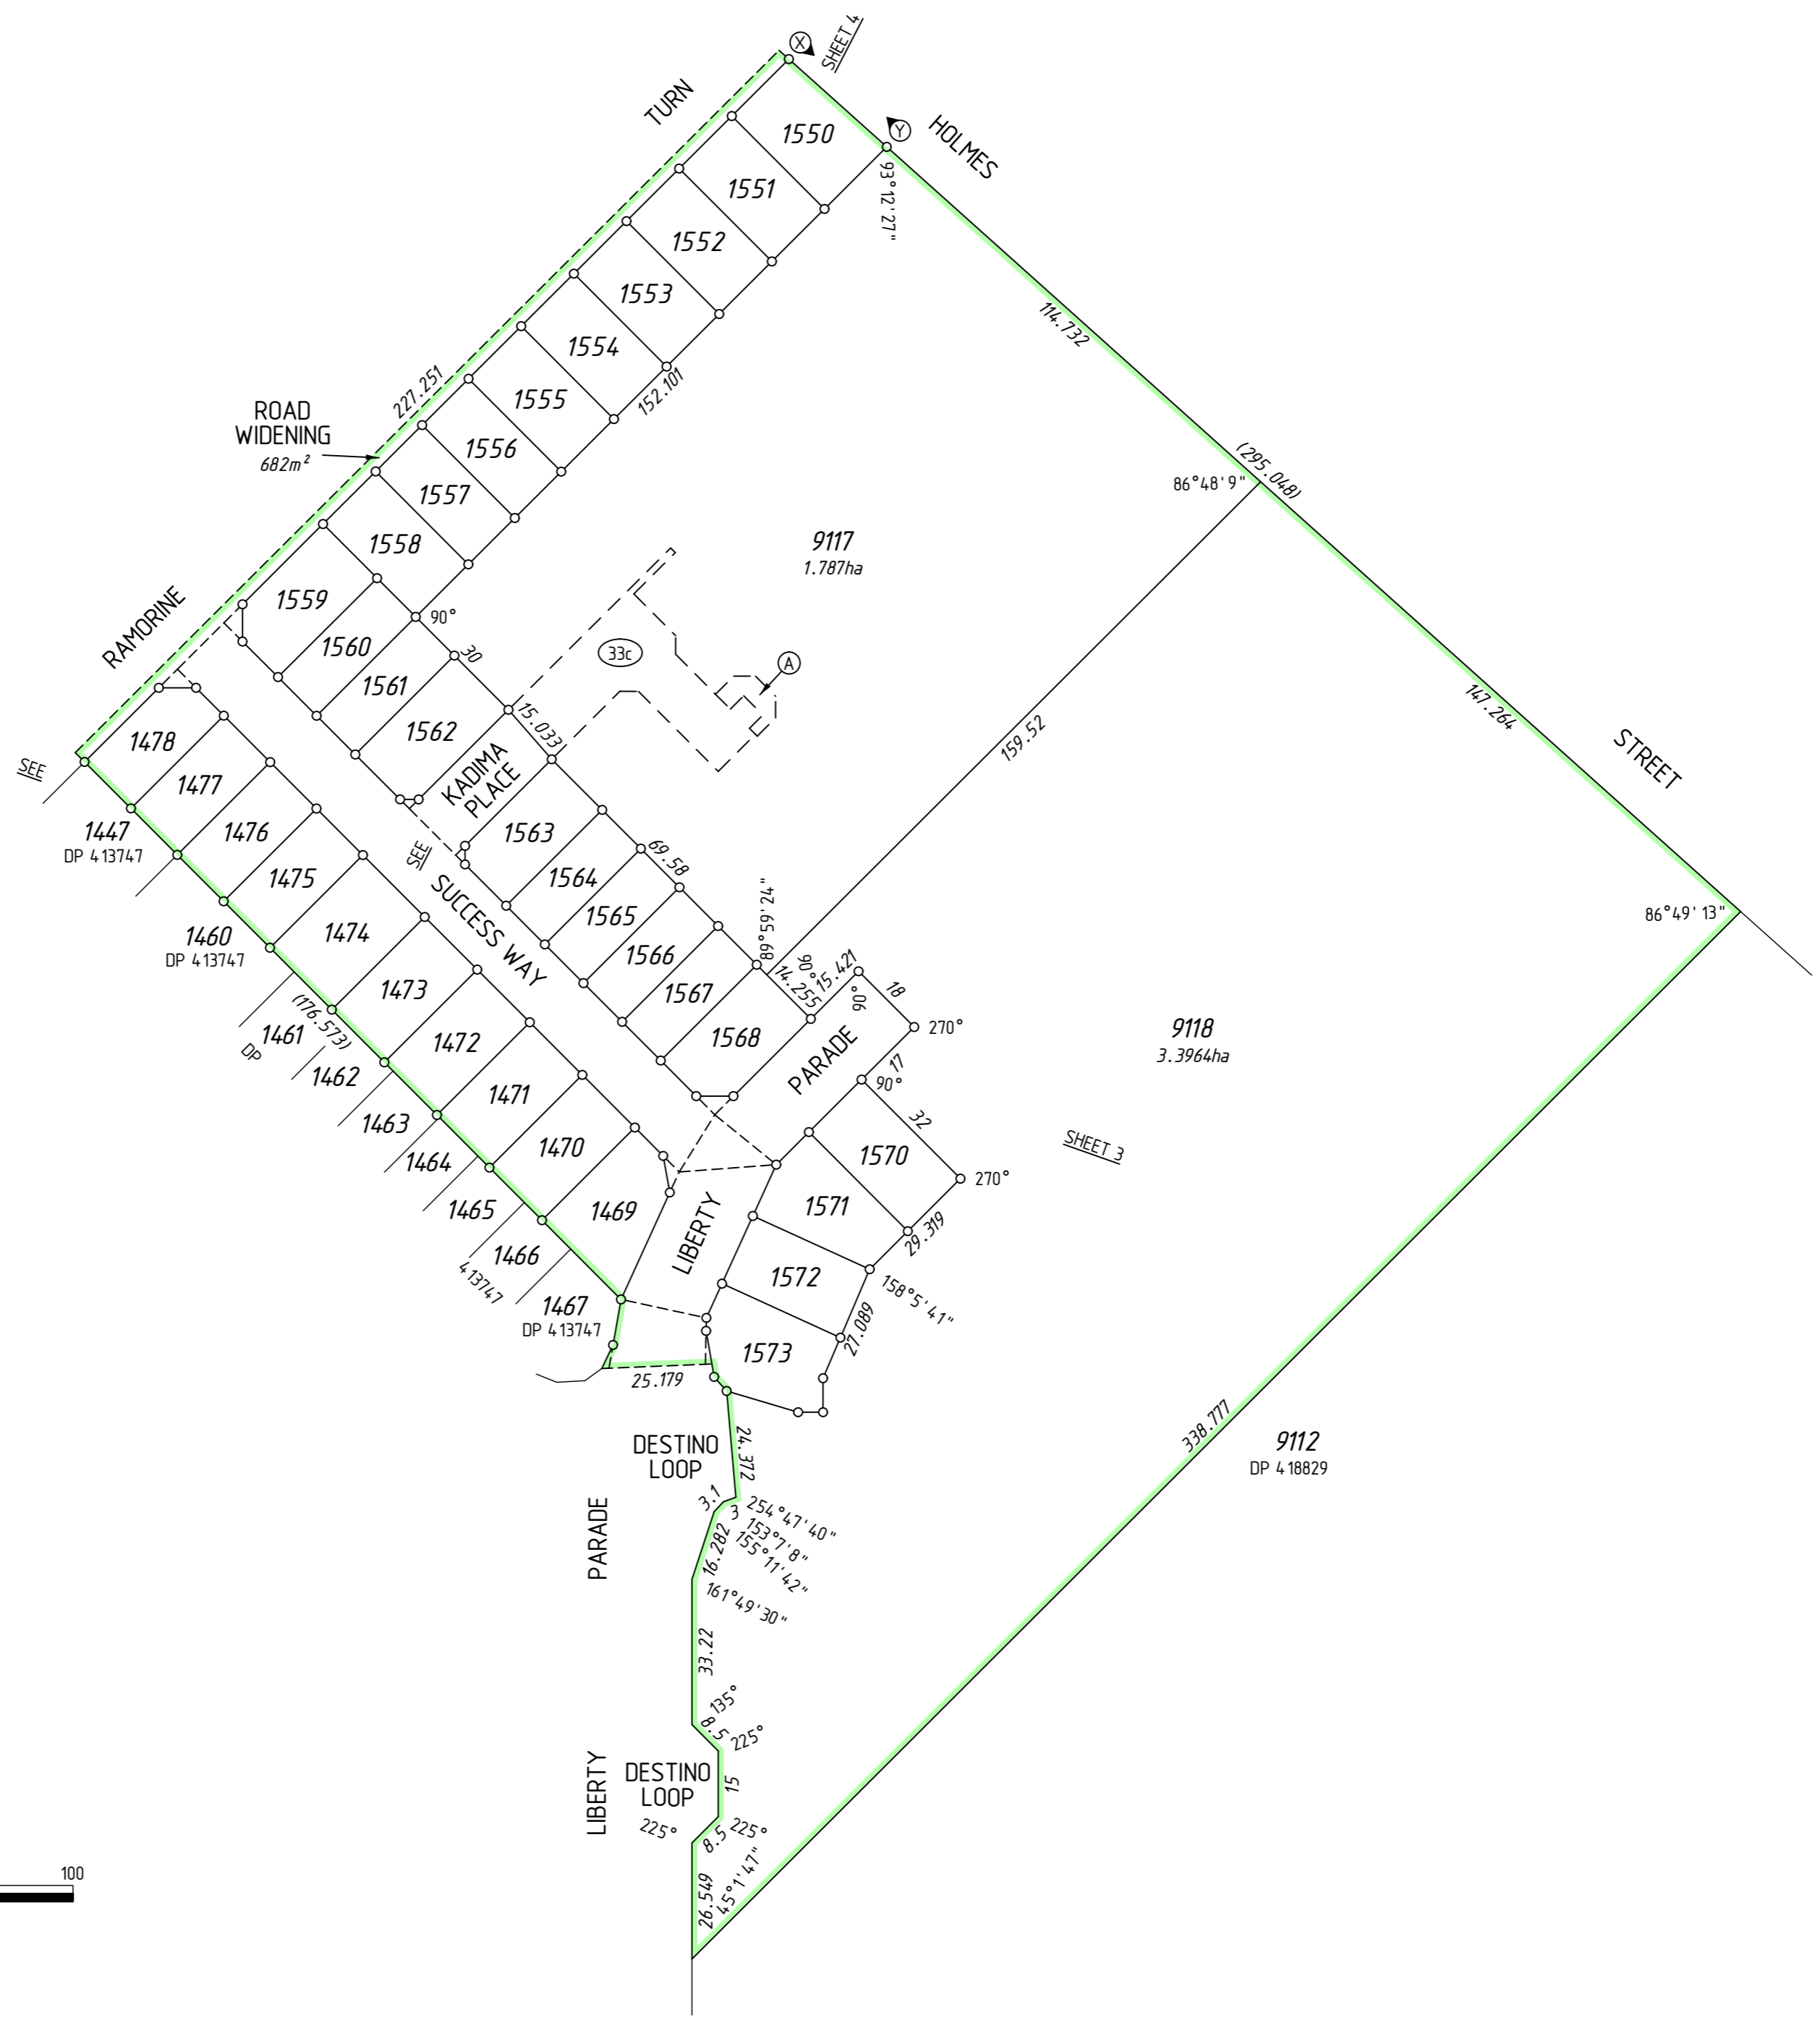 SHEET 4
X
TURN
HOLMES
Y
1550
93°12'27"
1551
1552
1553
114.732
1554
227.251
152.101
1555
ROAD
WIDENING
682m²
1556
(295.048)
86°48'9"
1557
9117
1.787ha
1558
1559
90°
RAMORINE
1560
30
33c
A
1561
15.033
1562
147.264
1478
159.52
STREET
SEE
KADIMA
PLACE
1477
1563
1447
DP 413747
1476
SEE
69.58
1564
1475
SUCCESS WAY
89°59'24"
86°49'13"
1565
1460
DP 413747
1474
1566
14.255
90°
15.421
90°
18
1567
1473
(176.573)
270°
9118
3.3964ha
1461
DP
1568
PARADE
1472
17
90°
1462
1471
32
1463
SHEET 3
1470
1570
1464
270°
1469
1571
1465
LIBERTY
29.319
1466
413747
1572
158°5'41"
1467
DP 413747
27.089
1573
25.179
338.777
9112
DP 418829
DESTINO
LOOP
24.372
3.1
3
254°47'40"
153°7'8"
155°11'42"
PARADE
16.282
161°49'30"
33.22
135°
8.5
225°
LIBERTY
DESTINO
LOOP
15
225°
225°
8.5
45°1'47"
26.549
100